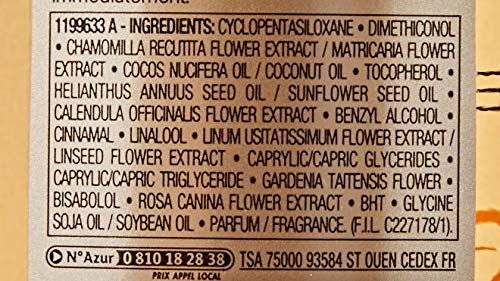 1199633 A - INGREDIENTS: CYCLOPENTASILOXANE • DIMETHICONOL
• CHAMOMILLA RECUTITA FLOWER EXTRACT / MATRICARIA FLOWER
EXTRACT • COCOS NUCIFERA OIL / COCONUT OIL • TOCOPHEROL •
HELIANTHUS ANNUUS SEED OIL / SUNFLOWER SEED OIL •
CALENDULA OFFICINALIS FLOWER EXTRACT • BENZYL ALCOHOL •
CINNAMAL • LINALOOL • LINUM USITATISSIMUM FLOWER EXTRACT /
LINSEED FLOWER EXTRACT • CAPRYLIC/CAPRIC GLYCERIDES •
CAPRYLIC/CAPRIC TRIGLYCERIDE • GARDENIA TAITENSIS FLOWER •
BISABOLOL • ROSA CANINA FLOWER EXTRACT • BHT • GLYCINE
SOJA OIL / SOYBEAN OIL • PARFUM / FRAGRANCE. (F.I.L. C227178/1)
N°Azur 0 810 18 28 38 TSA 75000 93584 ST OUEN CEDEX FR
PRIX APPEL LOCAL